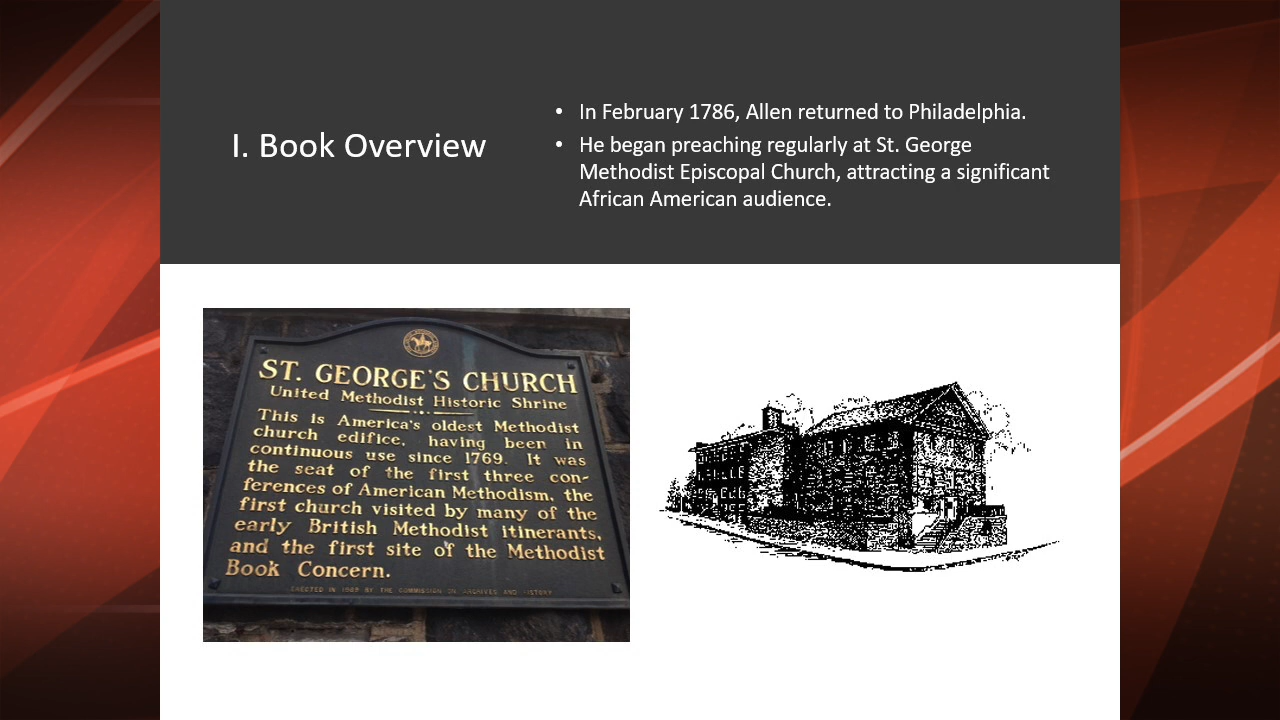 I. Book Overview
• In February 1786, Allen returned to Philadelphia.
• He began preaching regularly at St. George
Methodist Episcopal Church, attracting a significant
African American audience.
ST. GEORGE'S CHURCH
United Methodist Historic Shrine
This is America's oldest Methodist
church edifice, having been in
continuous use since 1769. It was
the seat of the first three con-
ferences of American Methodism, the
first church visited by many of the
early British Methodist itinerants,
and the first site of the Methodist
Book Concern.
ERECTED IN BY THE COMMISSION ON ARCHIVES AND HISTORY